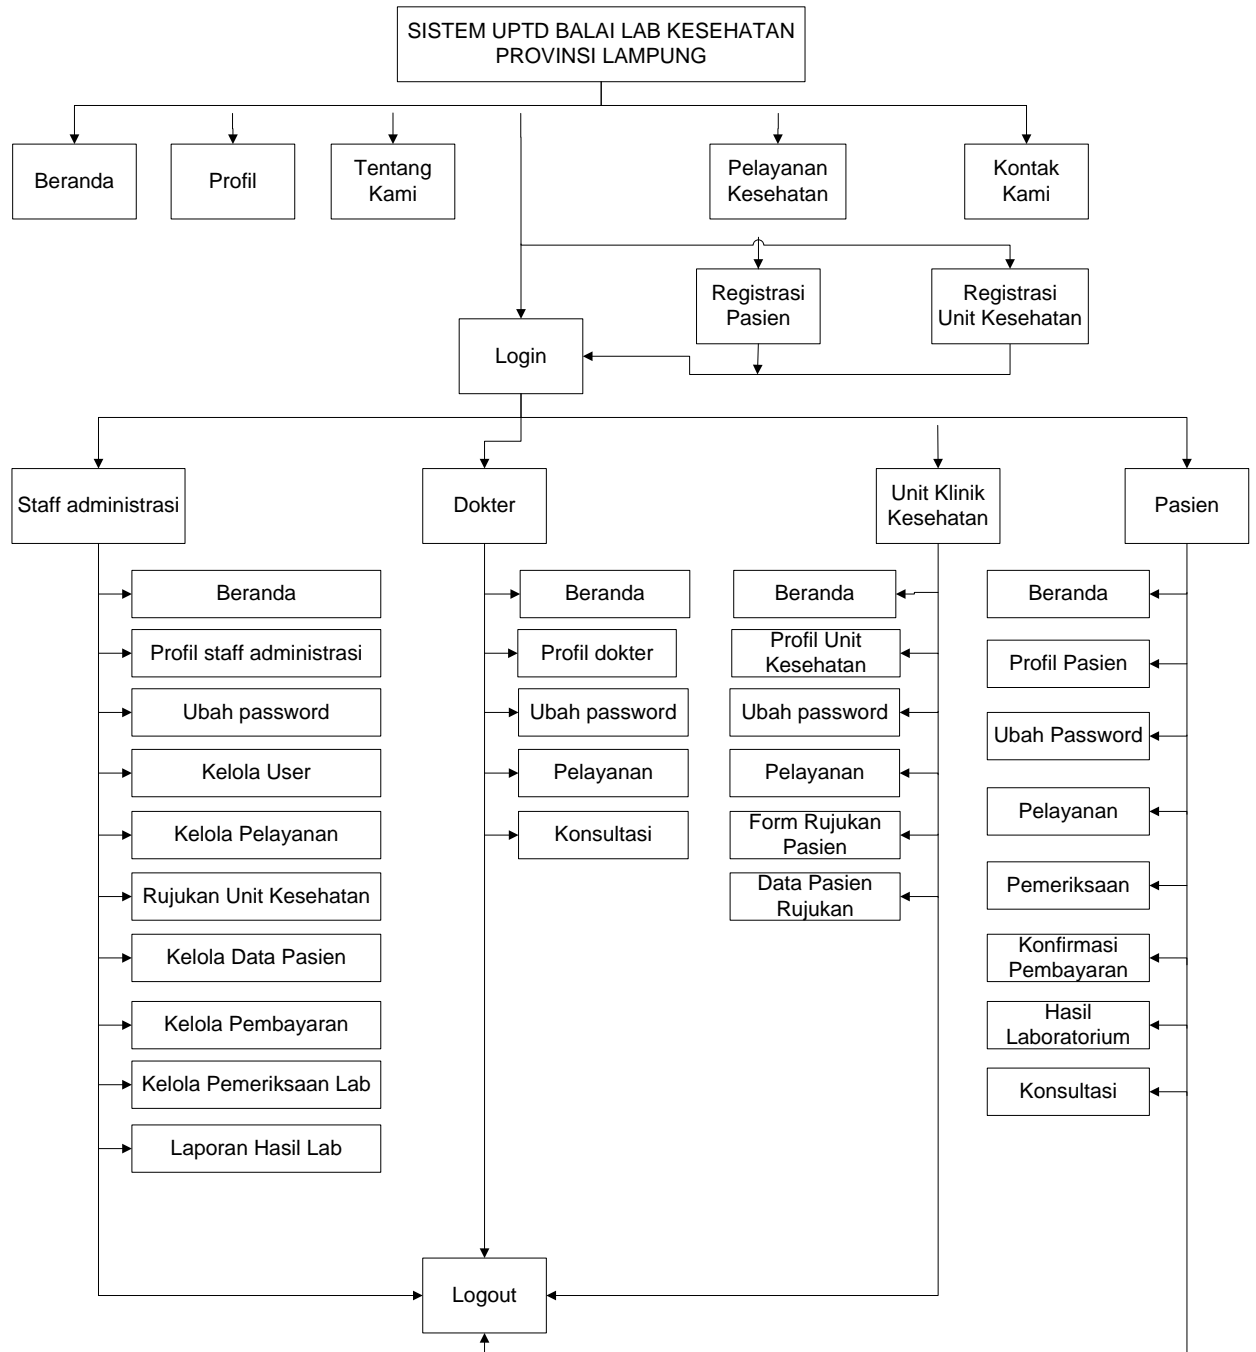 SISTEM UPTD BALAI LAB KESEHATAN
PROVINSI LAMPUNG
Beranda
Profil
Tentang
Kami
Pelayanan
Kesehatan
Kontak
Kami
Registrasi
Pasien
Registrasi
Unit Kesehatan
Login
Staff administrasi
Dokter
Unit Klinik
Kesehatan
Pasien
Beranda
Profil staff administrasi
Ubah password
Kelola User
Kelola Pelayanan
Rujukan Unit Kesehatan
Kelola Data Pasien
Kelola Pembayaran
Kelola Pemeriksaan Lab
Laporan Hasil Lab
Beranda
Profil dokter
Ubah password
Pelayanan
Konsultasi
Beranda
Profil Unit
Kesehatan
Ubah password
Pelayanan
Form Rujukan
Pasien
Data Pasien
Rujukan
Beranda
Profil Pasien
Ubah Password
Pelayanan
Pemeriksaan
Konfirmasi
Pembayaran
Hasil
Laboratorium
Konsultasi
Logout